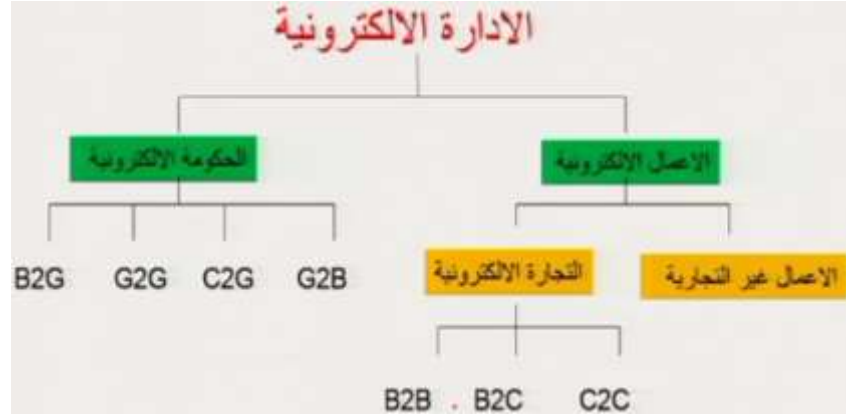 الادارة الالكترونية
الاعمال الالكترونية
الحكومة الالكترونية
الاعمال غير التجارية
التجارة الالكترونية
B2G G2G C2G G2B
B2B . B2C C2C